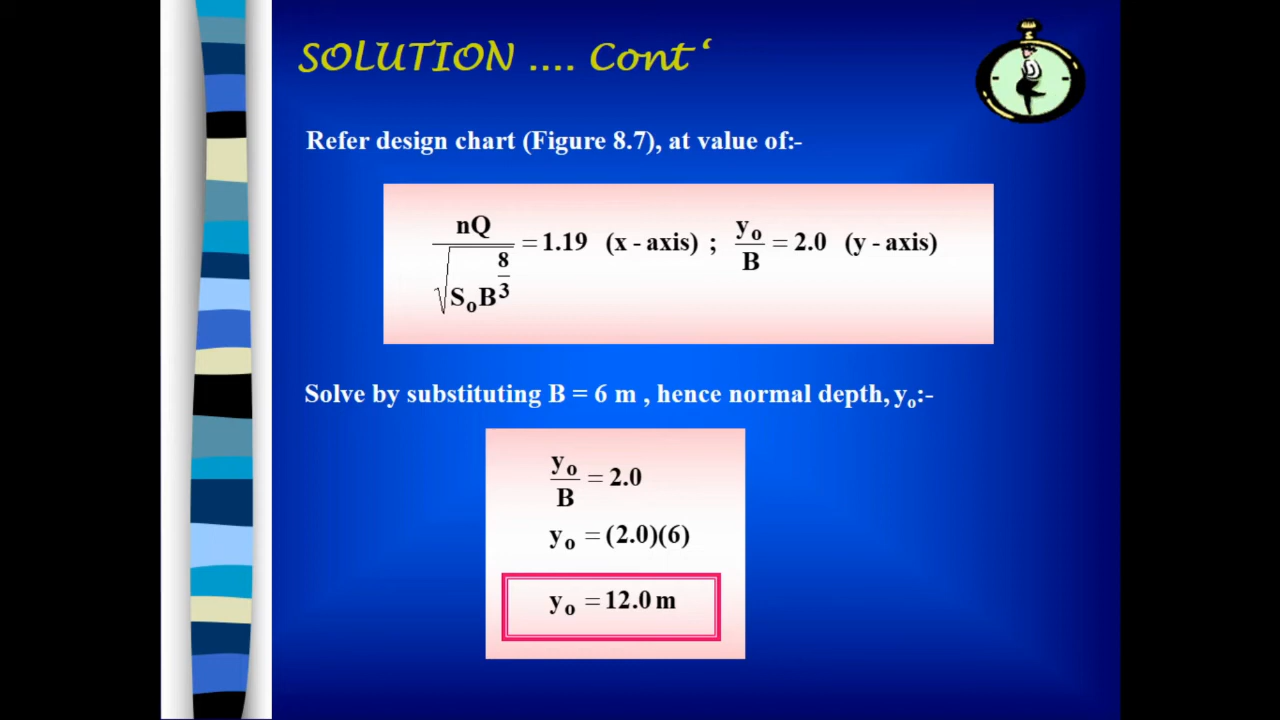 SOLUTION .... Cont‘
Refer design chart (Figure 8.7), at value of:-
nQ / √S₀B^(8/3) = 1.19 (x - axis) ; y₀ / B = 2.0 (y - axis)
Solve by substituting B = 6 m , hence normal depth, y₀:-
y₀ / B = 2.0
y₀ = (2.0)(6)
y₀ = 12.0 m